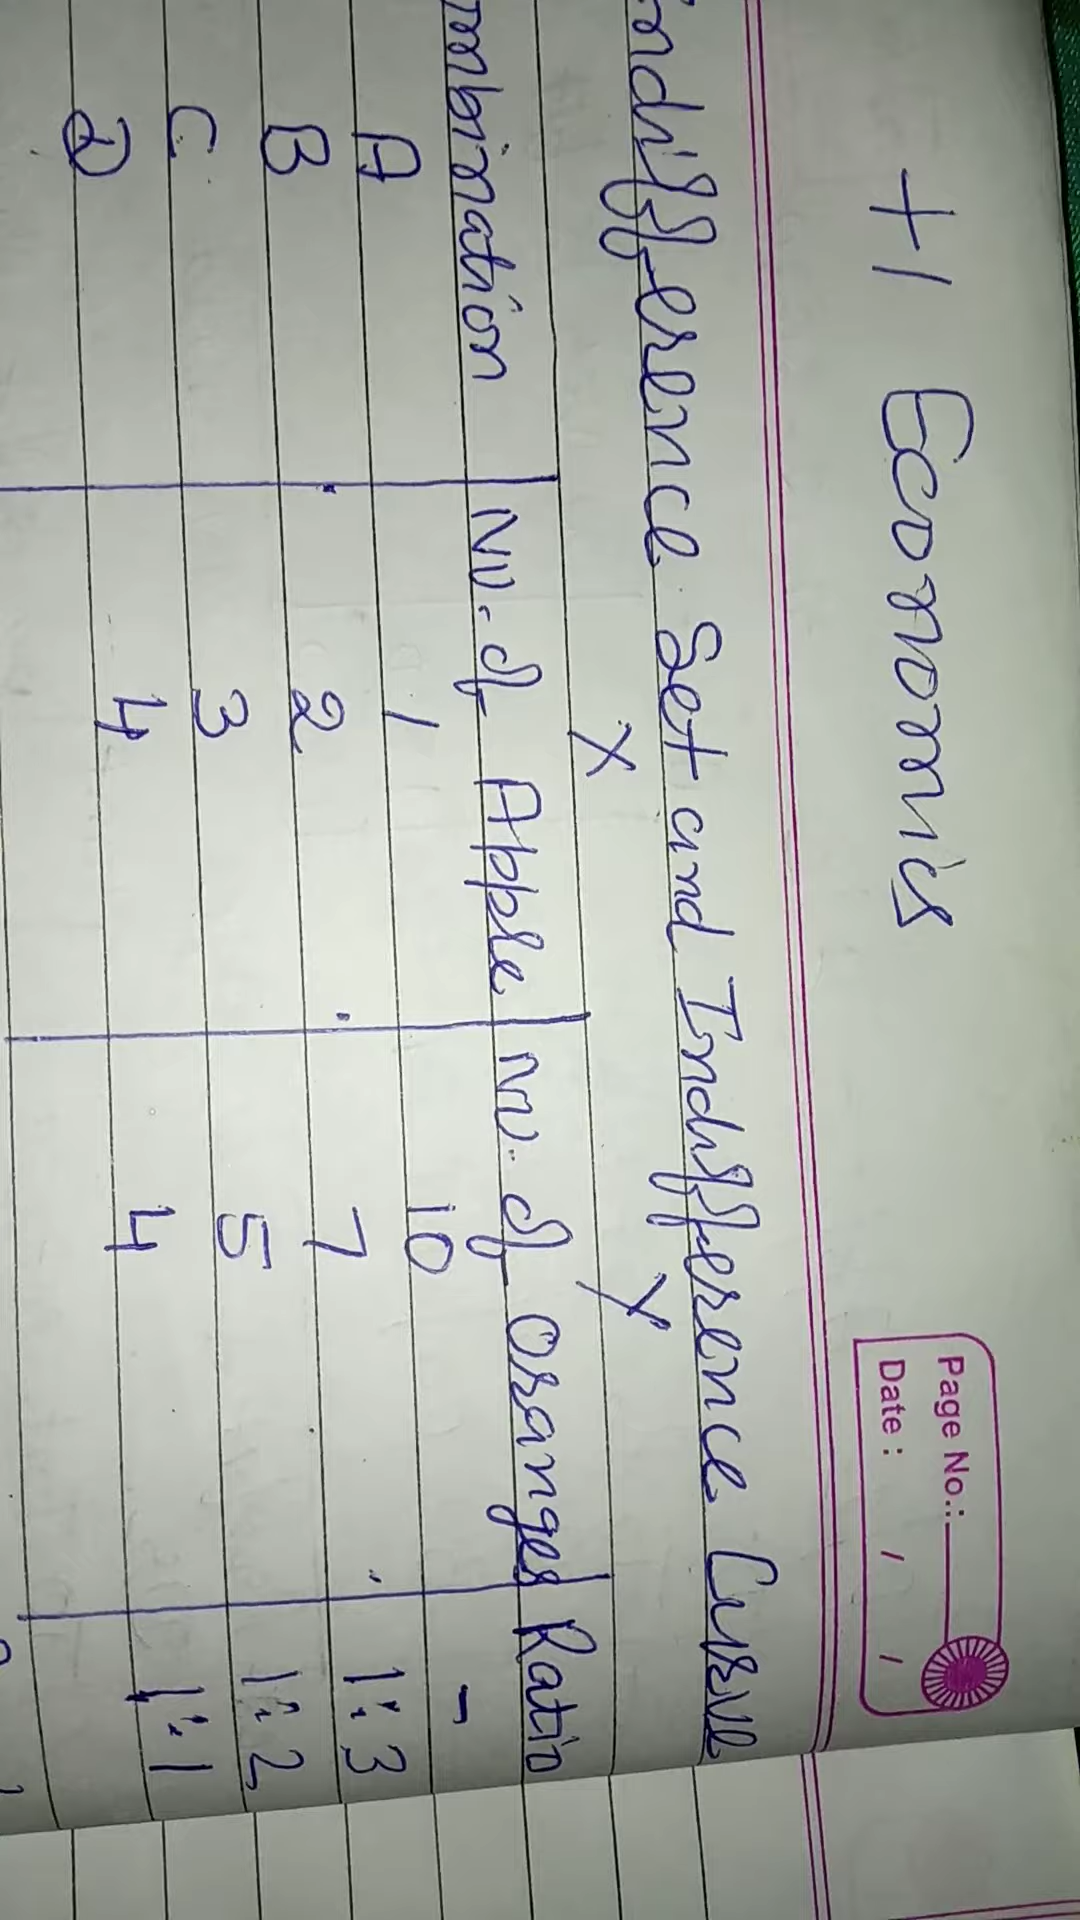 +1 Economics
Page No.:
Date : / /
Indifference Set and Indifference Curve
X Y
ombination No. of Apple No. of Oranges Ratio
A 1 10 -
B 2 7 1:3
C 3 5 1:2
D 4 4 1:1